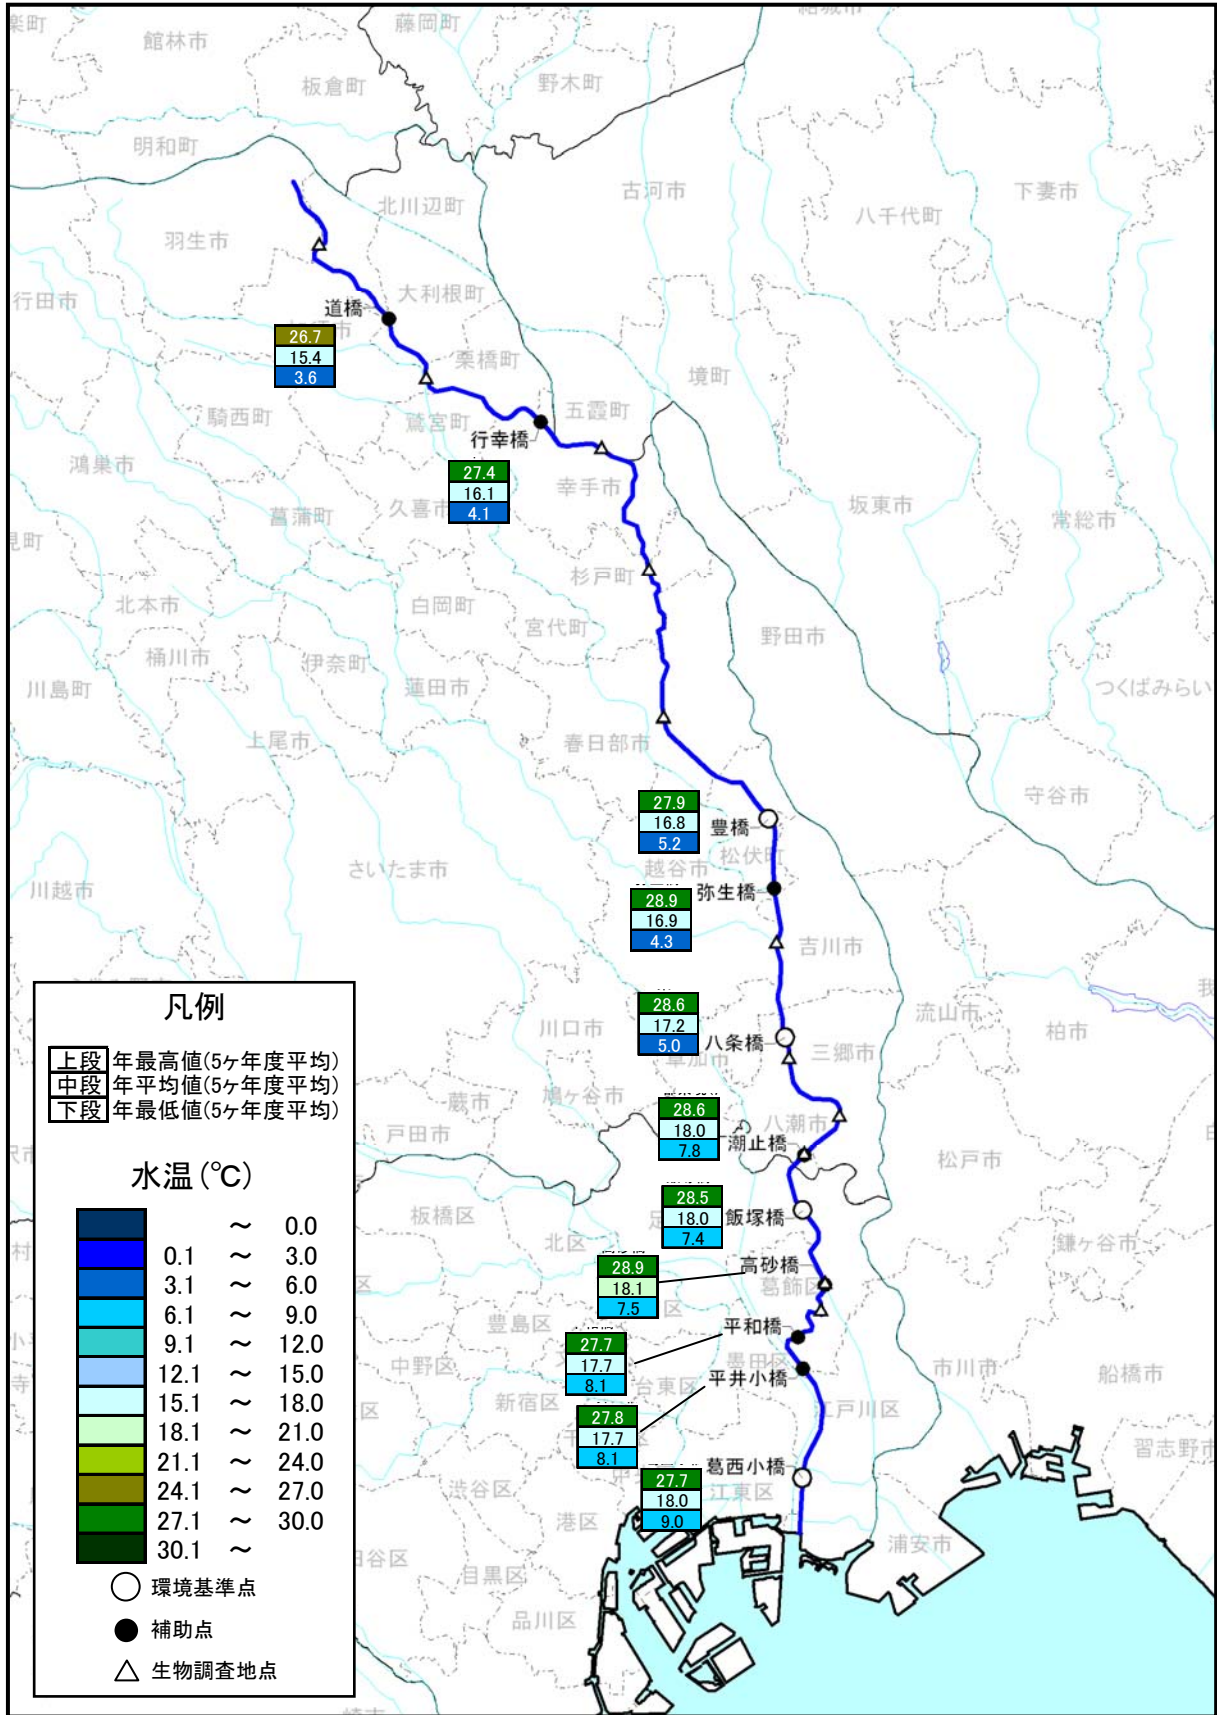 楽町
館林市
藤岡町
板倉町
野木町
明和町
北川辺町
古河市
八千代町
下妻市
羽生市
行田市
大利根町
道橋
26.7
15.4
3.6
栗橋町
境町
騎西町
鷲宮町
五霞町
行幸橋
鴻巣市
27.4
16.1
4.1
久喜市
幸手市
菖蒲町
坂東市
常総市
見町
杉戸町
北本市
白岡町
宮代町
野田市
桶川市
伊奈町
川島町
蓮田市
つくばみらい
上尾市
春日部市
守谷市
27.9
16.8
5.2
豊橋
松伏町
越谷市
さいたま市
川越市
28.9
16.9
4.3
弥生橋
吉川市
28.6
17.2
5.0
八条橋
草加市
三郷市
流山市
柏市
我
川口市
鳩ヶ谷市
蕨市
戸田市
28.6
18.0
7.8
八潮市
潮止橋
松戸市
28.5
18.0
7.4
飯塚橋
足
板橋区
北区
鎌ヶ谷市
高砂橋
28.9
18.1
7.5
葛飾区
豊島区
平和橋
27.7
17.7
8.1
墨田区
中野区
台東区
平井小橋
市川市
船橋市
新宿区
27.8
17.7
8.1
江戸川区
習志野市
葛西小橋
27.7
18.0
9.0
江東区
渋谷区
港区
浦安市
目黒区
品川区
凡例
上段 年最高値(5ヶ年度平均)
中段 年平均値(5ヶ年度平均)
下段 年最低値(5ヶ年度平均)
水温(℃)
～ 0.0
0.1 ～ 3.0
3.1 ～ 6.0
6.1 ～ 9.0
9.1 ～ 12.0
12.1 ～ 15.0
15.1 ～ 18.0
18.1 ～ 21.0
21.1 ～ 24.0
24.1 ～ 27.0
27.1 ～ 30.0
30.1 ～
環境基準点
補助点
生物調査地点